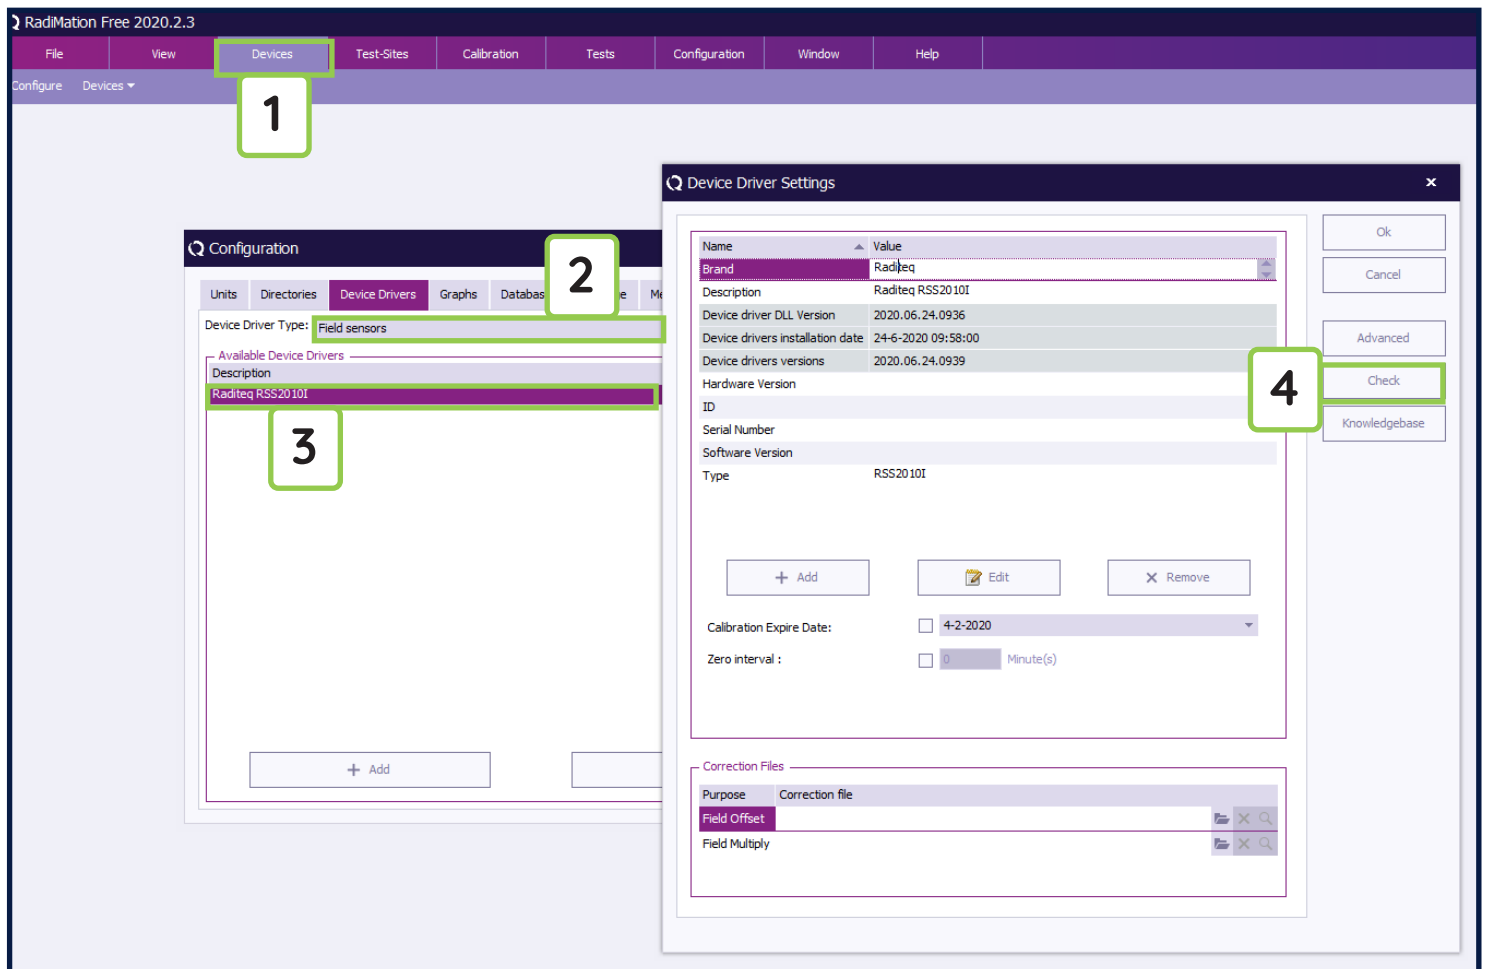 RadiMation Free 2020.2.3
File View Devices Test-Sites Calibration Tests Configuration Window Help
Configure Devices
1
Device Driver Settings
Configuration
2
Units Directories Device Drivers Graphs
Device Driver Type: Field sensors
Available Device Drivers
Description
Raditeq RSS2010I
3
Name Value
Brand Raditeq
Description Raditeq RSS2010I
Device driver DLL Version 2020.06.24.0936
Device drivers installation date 24-6-2020 09:58:00
Device drivers versions 2020.06.24.0939
Hardware Version
ID
Serial Number
Software Version
Type RSS2010I
Add Edit Remove
Calibration Expire Date: 4-2-2020
Zero interval : 0 Minute(s)
Add
Correction Files
Purpose Correction file
Field Offset
Field Multiply
Ok
Cancel
Advanced
4
Check
Knowledgebase